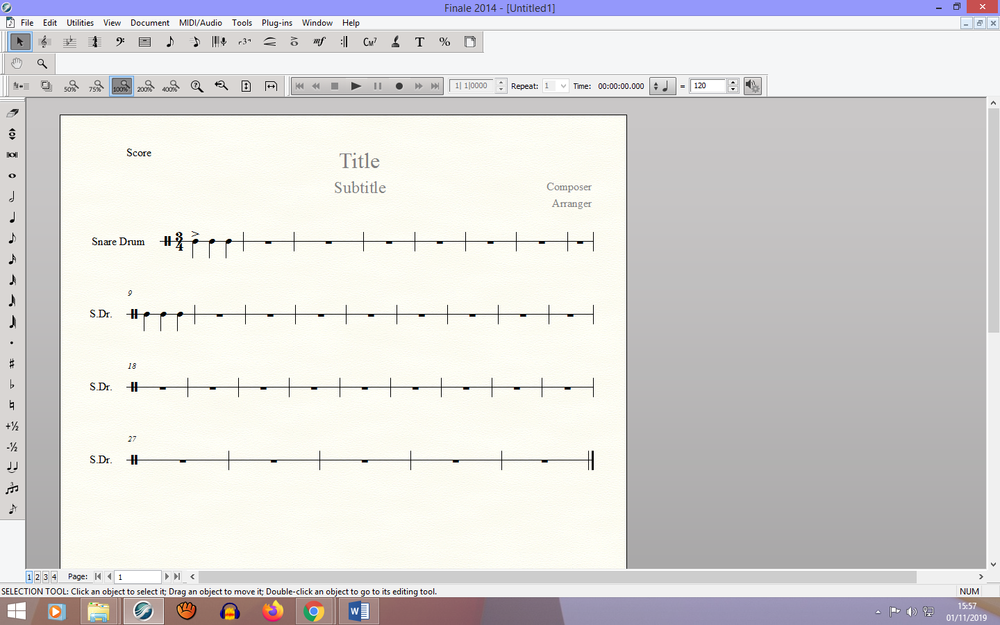 Finale 2014 - [Untitled1]
File Edit Utilities View Document MIDI/Audio Tools Plug-ins Window Help
3 mf CM7 T %
50% 75% 100% 200% 400% 1| 1|0000 Repeat: 1 Time: 00:00:00.000 = 120
Score
Title
Subtitle
Composer
Arranger
Snare Drum 3 4
9
S.Dr.
18
S.Dr.
27
S.Dr.
+½
-½
3
1 2 3 4 Page: 1
SELECTION TOOL: Click an object to select it; Drag an object to move it; Double-click an object to go to its editing tool. NUM
15:57
01/11/2019